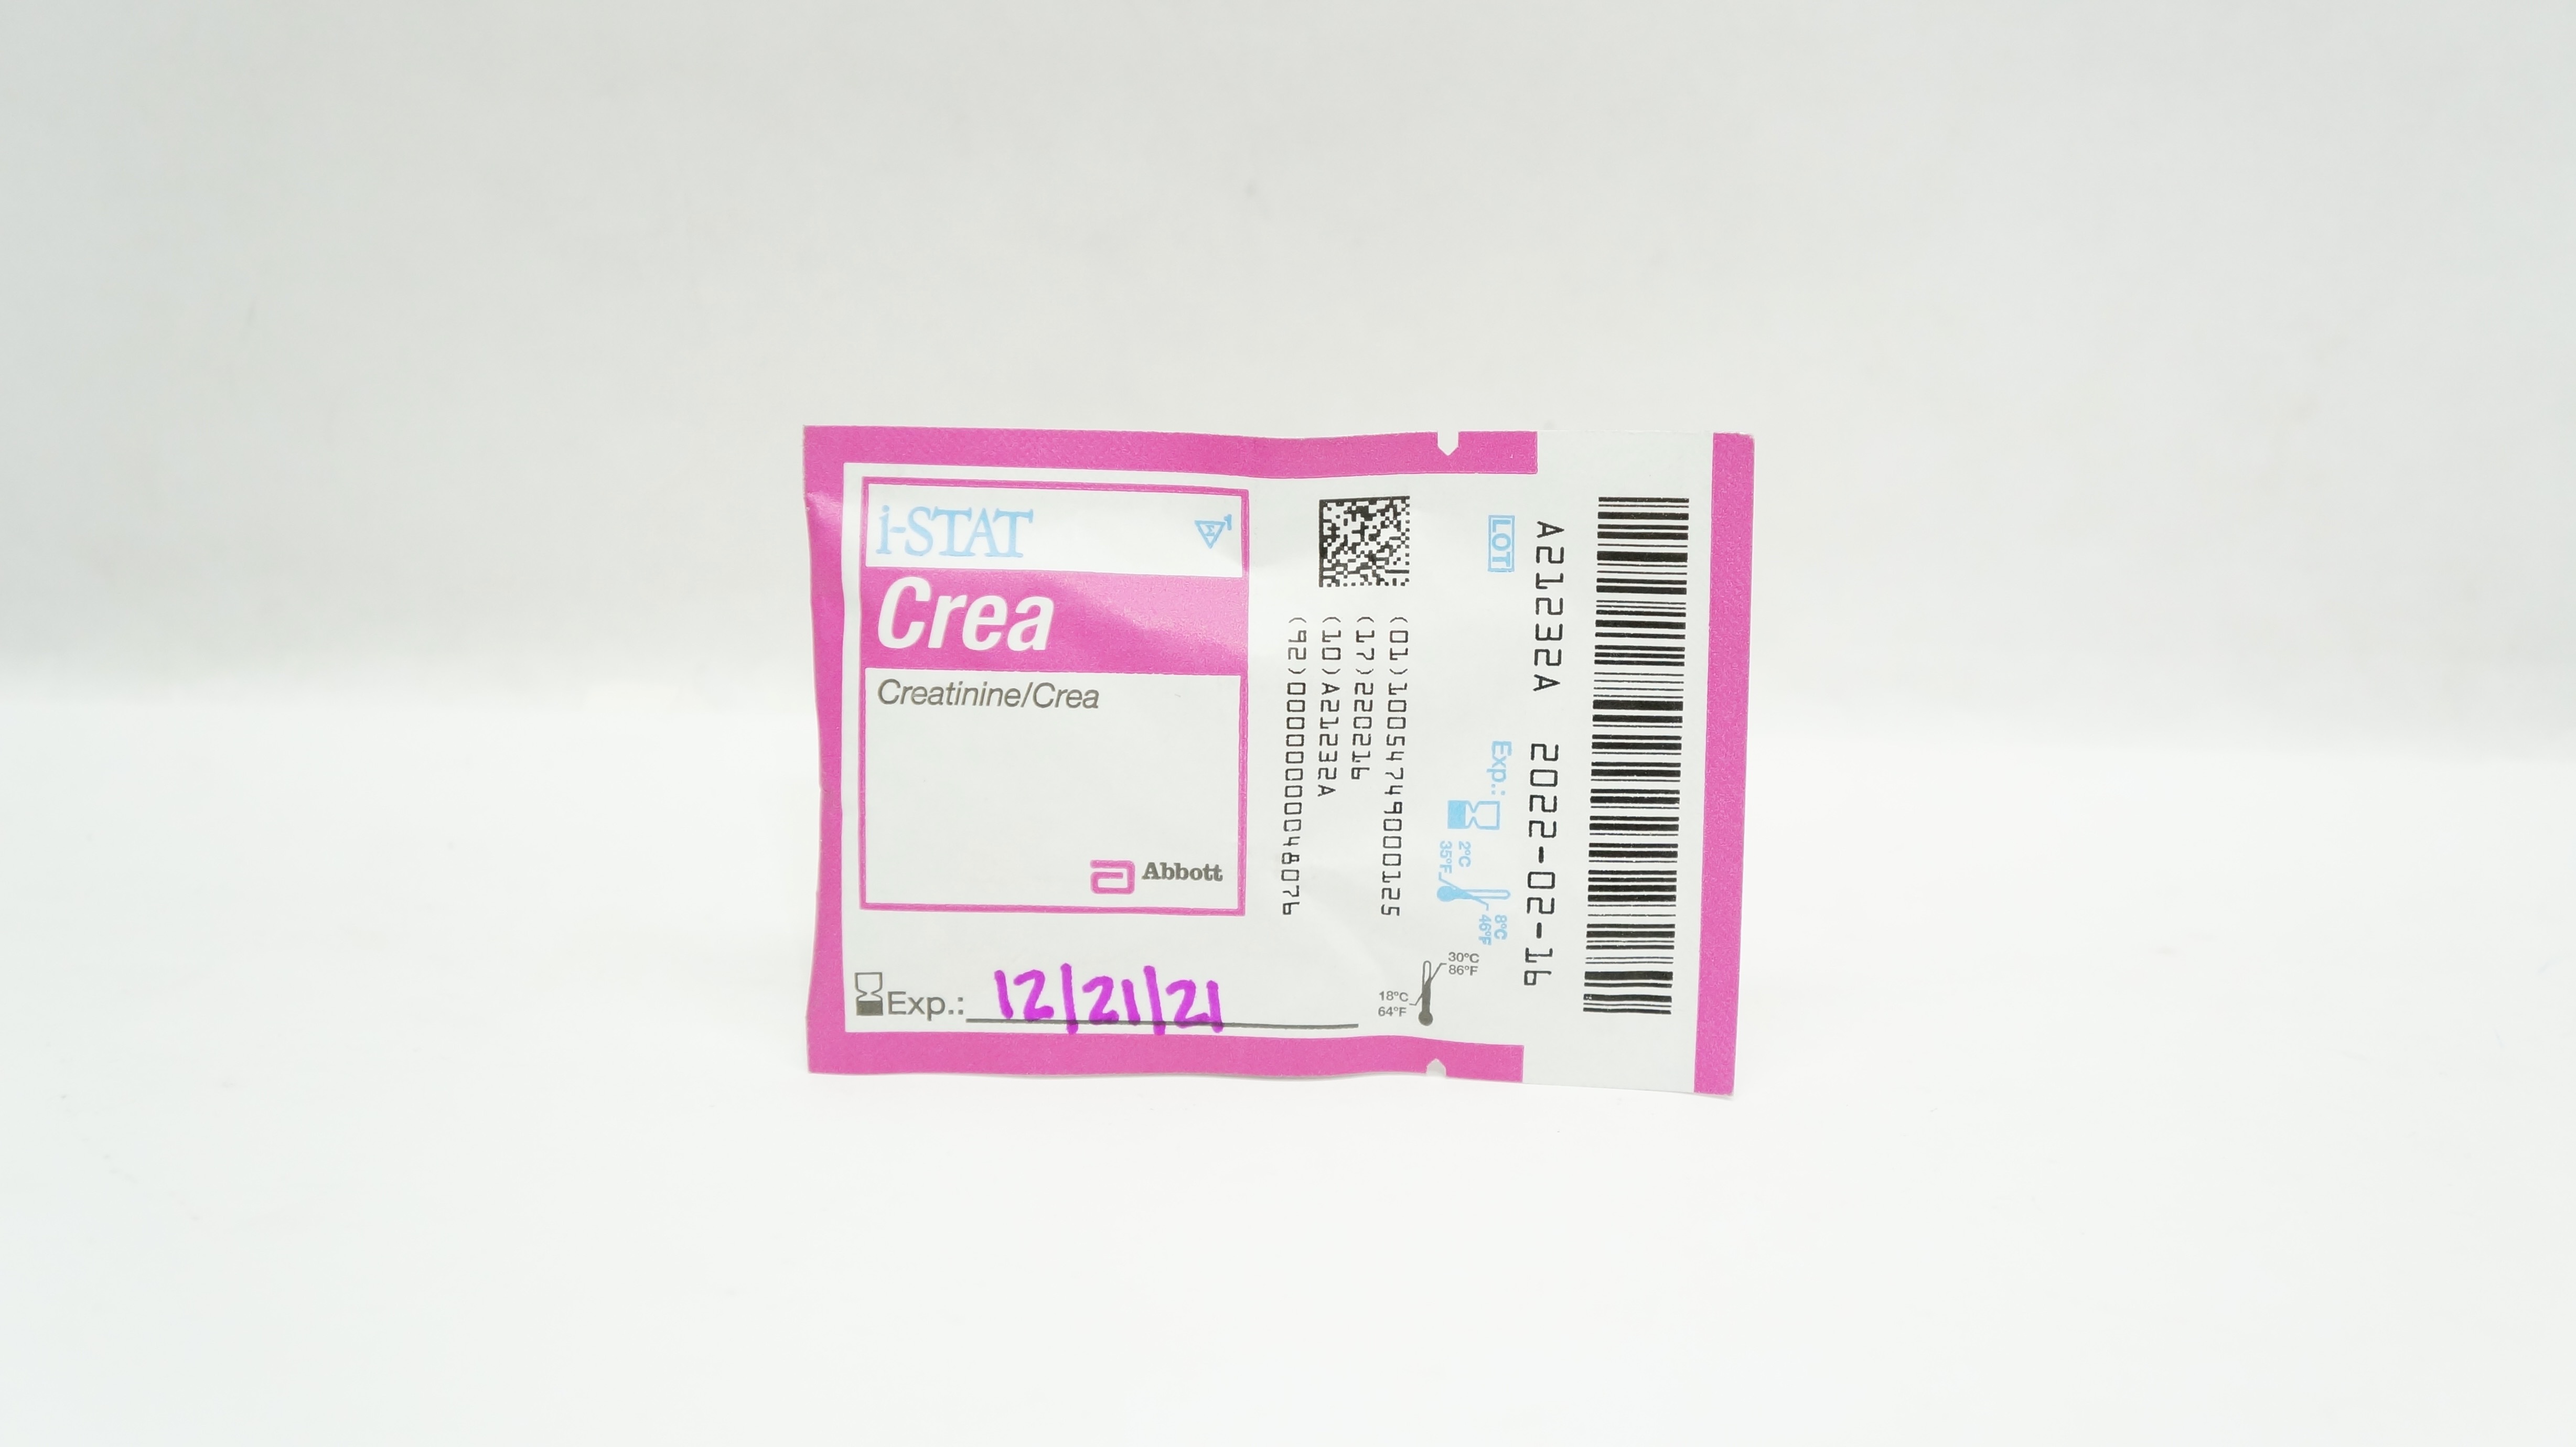 i-STAT
Crea
Creatinine/Crea
Abbott
Exp.: 12/21/21
(01)10054749000125
(17)220216
(10)A21232A
(92)0000000000048076
30°C
86°F
18°C
64°F
LOT A21232A
Exp.: 2022-02-16
2°C
35°F
8°C
46°F